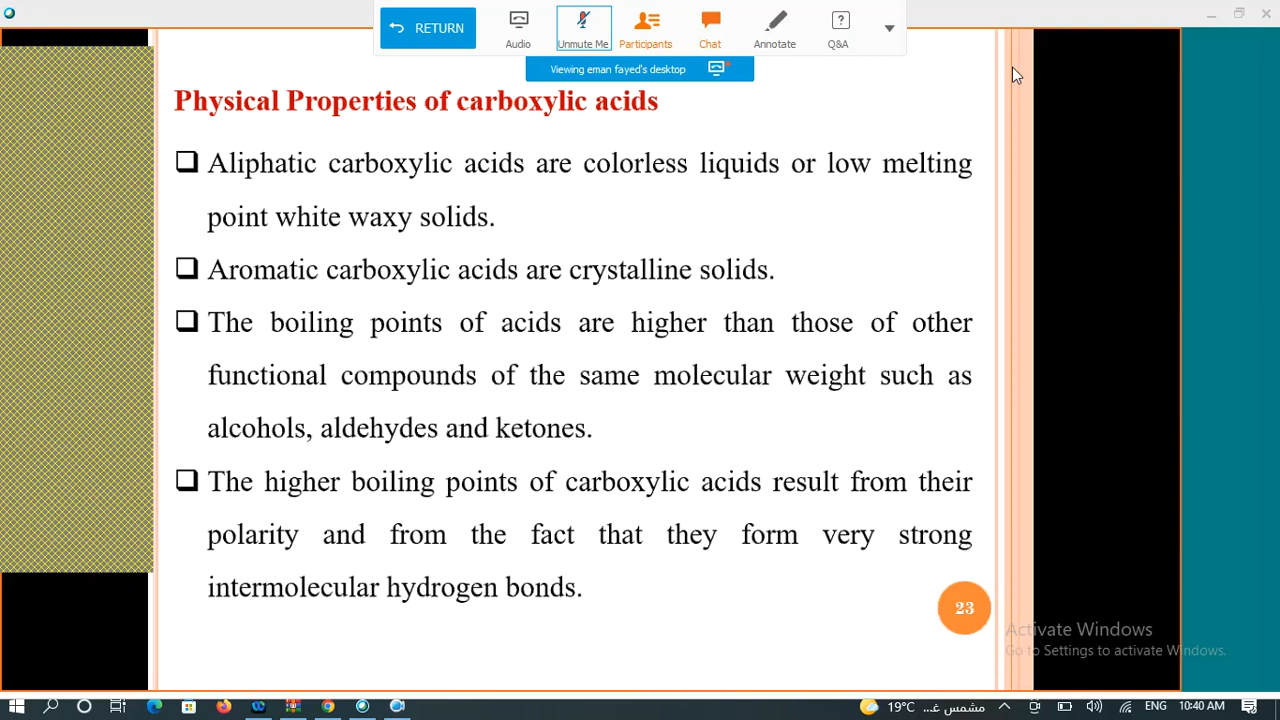 RETURN
Audio
Unmute Me
Participants
Chat
Annotate
Q&A
Viewing eman fayed's desktop
Physical Properties of carboxylic acids
Aliphatic carboxylic acids are colorless liquids or low melting
point white waxy solids.
Aromatic carboxylic acids are crystalline solids.
The boiling points of acids are higher than those of other
functional compounds of the same molecular weight such as
alcohols, aldehydes and ketones.
The higher boiling points of carboxylic acids result from their
polarity and from the fact that they form very strong
intermolecular hydrogen bonds.
23
Activate Windows
Go to Settings to activate Windows.
19°C مشمس غـ...
ENG
10:40 AM